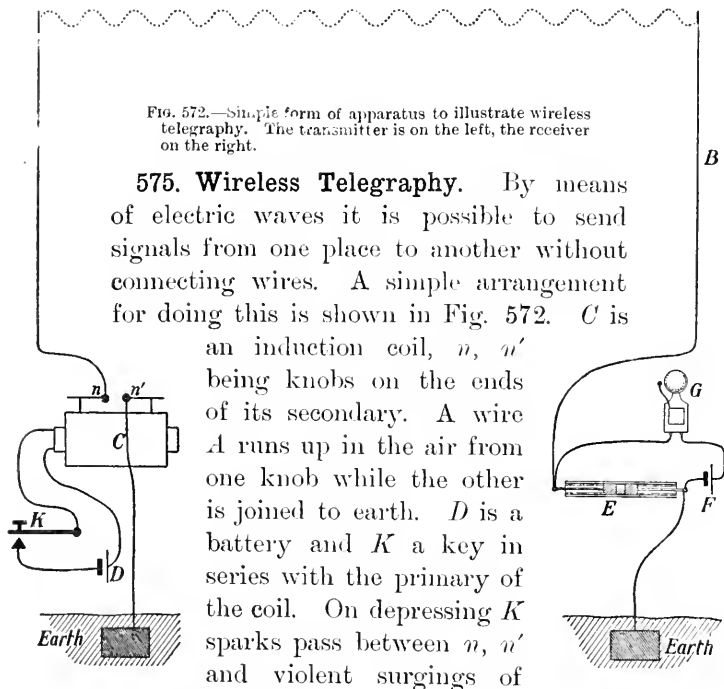 FIG. 572.—Simple form of apparatus to illustrate wireless
telegraphy. The transmitter is on the left, the receiver
on the right.
B
575. Wireless Telegraphy. By means
of electric waves it is possible to send
signals from one place to another without
connecting wires. A simple arrangement
for doing this is shown in Fig. 572. C is
an induction coil, n, n′
being knobs on the ends
of its secondary. A wire
A runs up in the air from
one knob while the other
is joined to earth. D is a
battery and K a key in
series with the primary of
the coil. On depressing K
sparks pass between n, n′
and violent surgings of
n n′
C
K
D
Earth
G
E
F
Earth